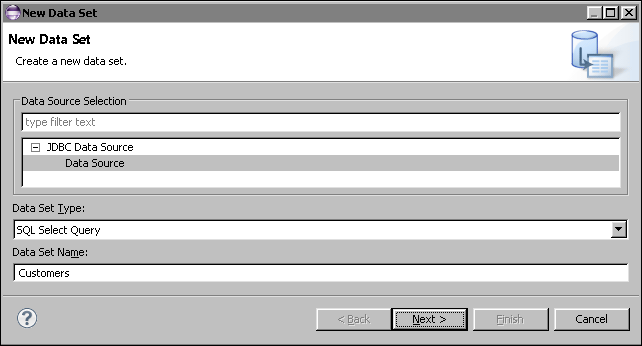 New Data Set
New Data Set
Create a new data set.
Data Source Selection
type filter text
JDBC Data Source
Data Source
Data Set Type:
SQL Select Query
Data Set Name:
Customers
? < Back Next > Finish Cancel